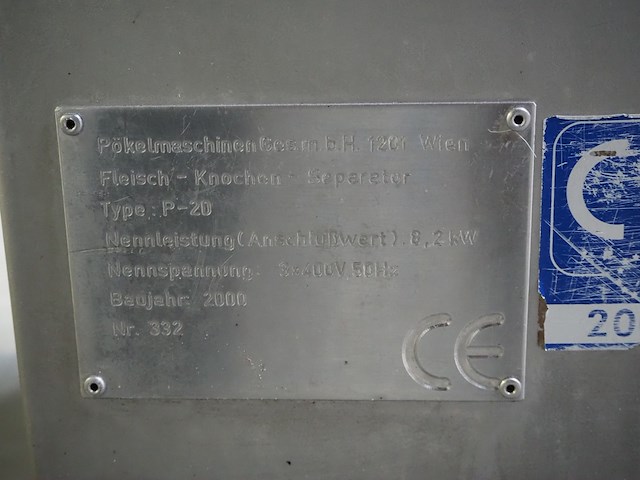 Pökelmaschinen Ges.m.b.H. 1201 Wien
Fleisch - Knochen - Separator
Type: P-20
Nennleistung (Anschlußwert): 8,2 kW
Nennspannung: 3x400V, 50Hz
Baujahr: 2000
Nr. 332
CE
20